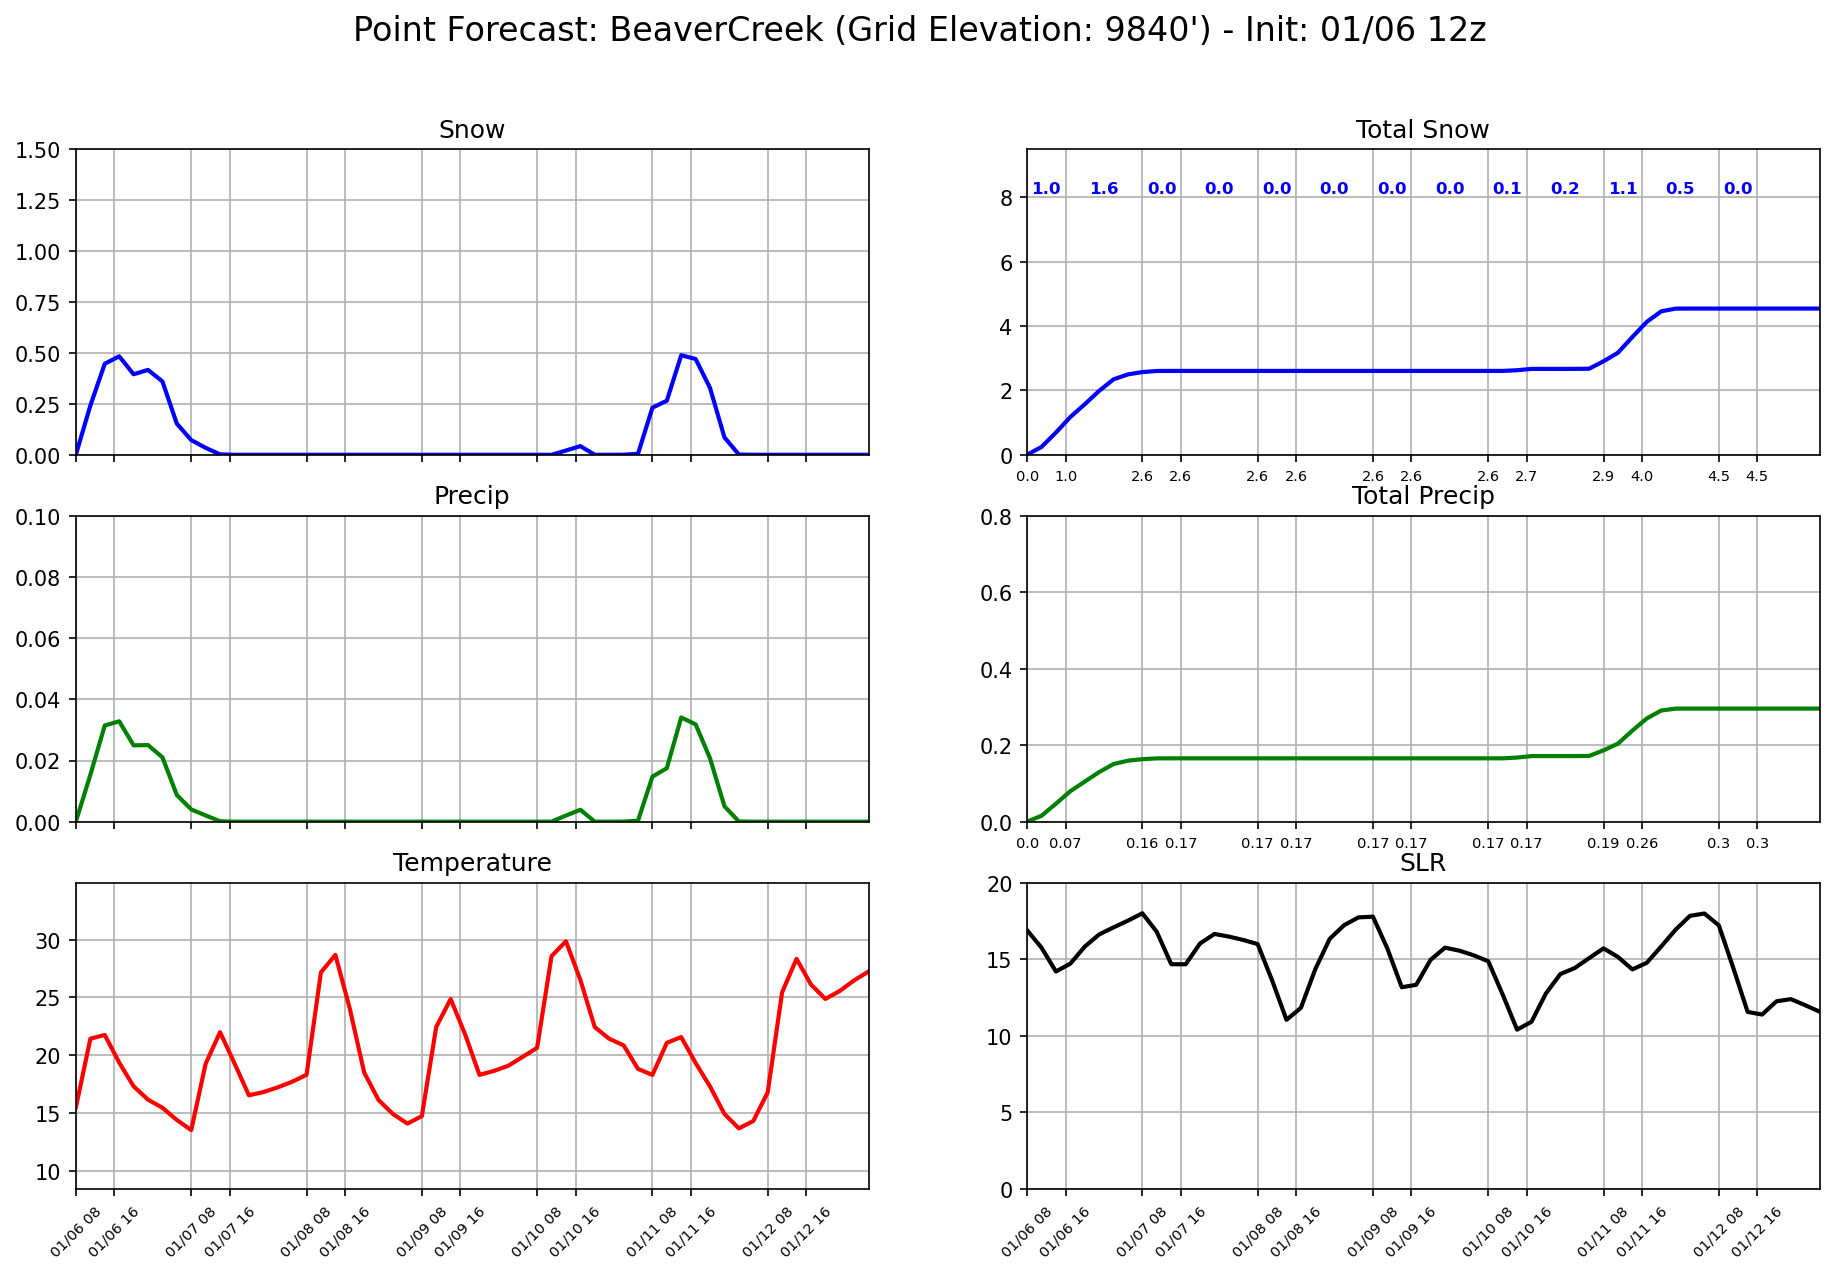 Point Forecast: BeaverCreek (Grid Elevation: 9840') - Init: 01/06 12z
Snow
1.50
1.25
1.00
0.75
0.50
0.25
0.00
Total Snow
1.0 1.6 0.0 0.0 0.0 0.0 0.0 0.0 0.1 0.2 1.1 0.5 0.0
8
6
4
2
0
0.0 1.0 2.6 2.6 2.6 2.6 2.6 2.6 2.6 2.7 2.9 4.0 4.5 4.5
Precip
0.10
0.08
0.06
0.04
0.02
0.00
Total Precip
0.8
0.6
0.4
0.2
0.0
0.0 0.07 0.16 0.17 0.17 0.17 0.17 0.17 0.17 0.17 0.19 0.26 0.3 0.3
Temperature
30
25
20
15
10
01/06 08 01/06 16 01/07 08 01/07 16 01/08 08 01/08 16 01/09 08 01/09 16 01/10 08 01/10 16 01/11 08 01/11 16 01/12 08 01/12 16
SLR
20
15
10
5
0
01/06 08 01/06 16 01/07 08 01/07 16 01/08 08 01/08 16 01/09 08 01/09 16 01/10 08 01/10 16 01/11 08 01/11 16 01/12 08 01/12 16